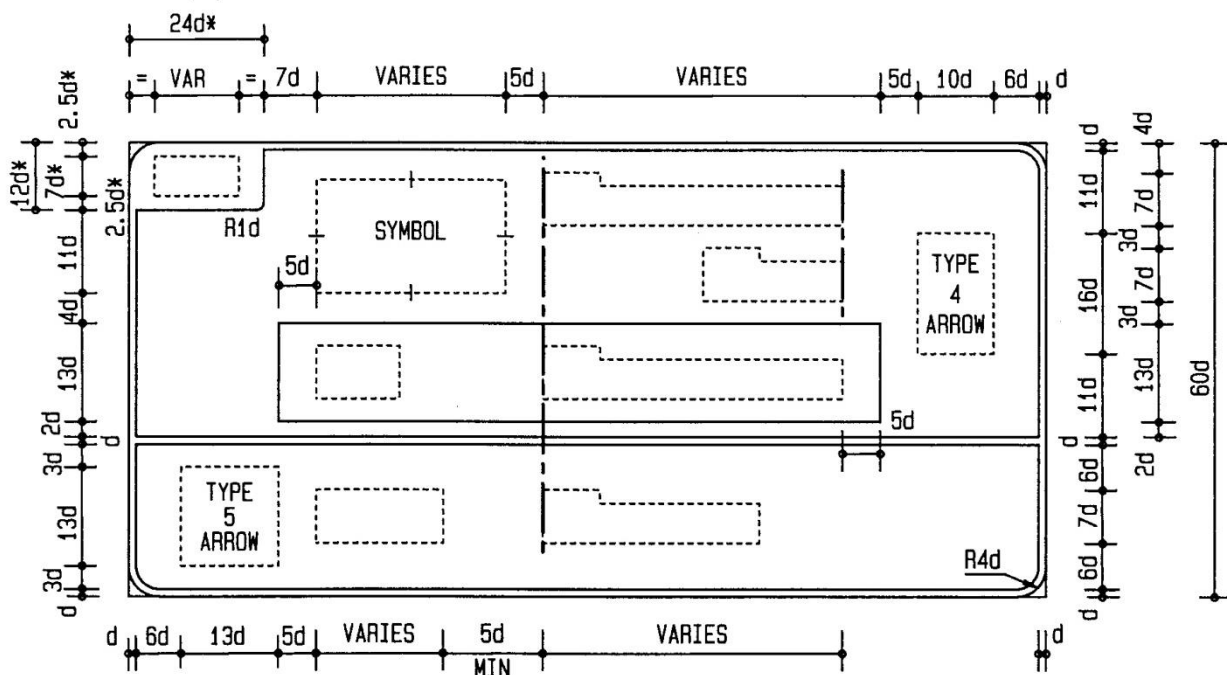 24d*
= VAR = 7d VARIES 5d VARIES 5d 10d 6d d
2.5d*
12d*
7d*
2.5d*
11d
4d
13d
2d
d
3d
13d
3d
d
R1d
SYMBOL
5d
TYPE
4
ARROW
5d
TYPE
5
ARROW
R4d
d
11d
16d
11d
d
6d
7d
6d
d
4d
7d
3d
7d
3d
13d
2d
60d
d 6d 13d 5d VARIES 5d VARIES d
MIN